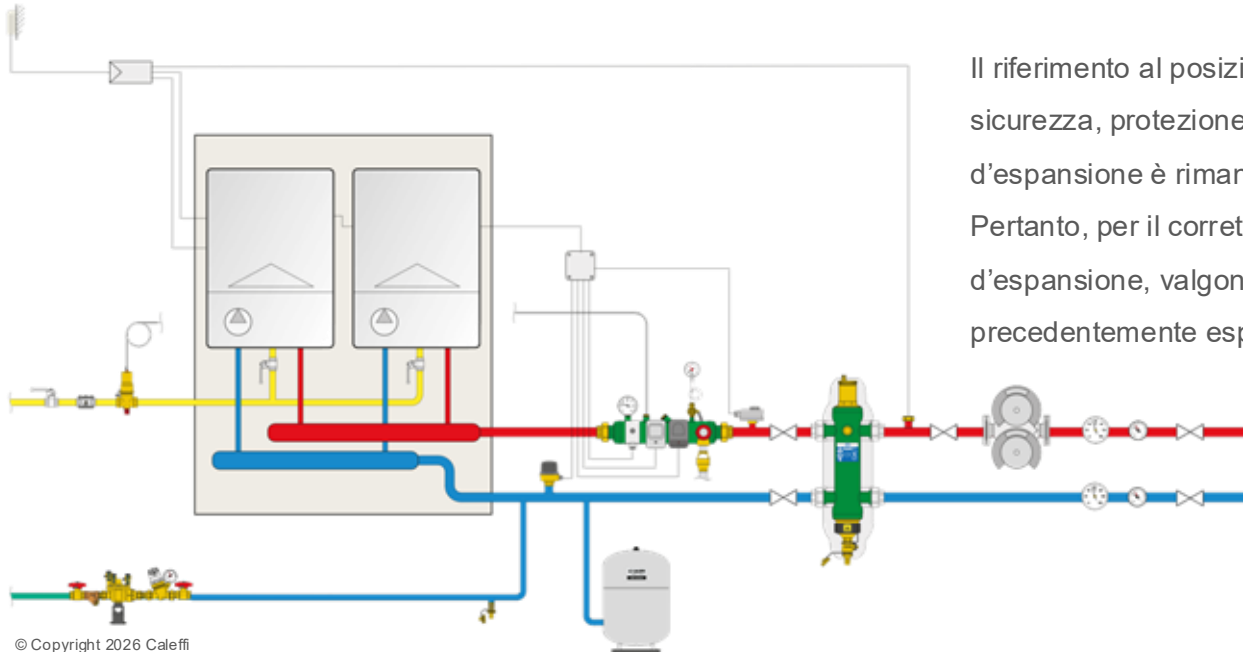 Il riferimento al posizi
sicurezza, protezione
d'espansione è rimar
Pertanto, per il corret
d'espansione, valgon
precedentemente esp
© Copyright 2026 Caleffi